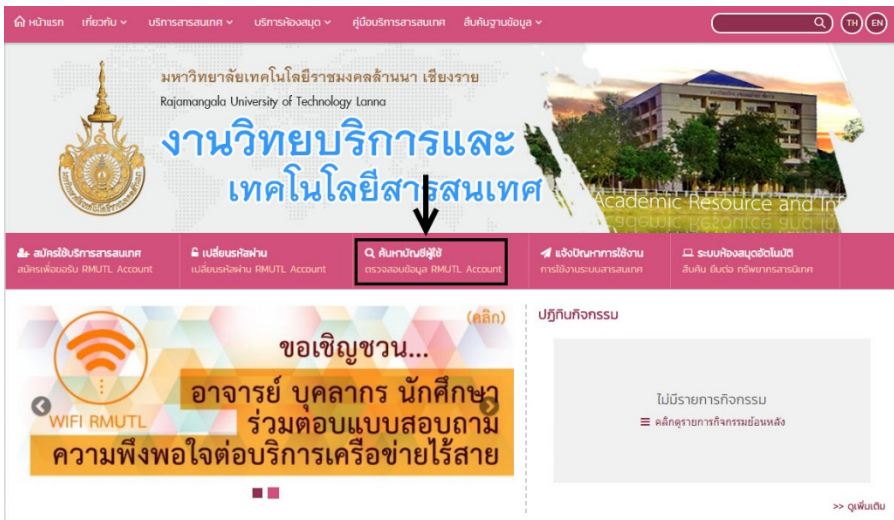 หน้าแรก เกี่ยวกับ บริการสารสนเทศ บริการห้องสมุด คู่มือบริการสารสนเทศ สืบค้นฐานข้อมูล TH EN
มหาวิทยาลัยเทคโนโลยีราชมงคลล้านนา เชียงราย
Rajamangala University of Technology Lanna
งานวิทยบริการและ
เทคโนโลยีสารสนเทศ
Academic Resource and Inf
สมัครใช้บริการสารสนเทศ
สมัครเพื่อขอรับ RMUTL Account
เปลี่ยนรหัสผ่าน
เปลี่ยนรหัสผ่าน RMUTL Account
ค้นหาบัญชีผู้ใช้
ตรวจสอบข้อมูล RMUTL Account
แจ้งปัญหาการใช้งาน
การใช้งานระบบสารสนเทศ
ระบบห้องสมุดอัตโนมัติ
สืบค้น ยืมต่อ ทรัพยากรสารนิเทศ
(คลิก)
ขอเชิญชวน...
อาจารย์ บุคลากร นักศึกษา
ร่วมตอบแบบสอบถาม
ความพึงพอใจต่อบริการเครือข่ายไร้สาย
WIFI RMUTL
ปฏิทินกิจกรรม
ไม่มีรายการกิจกรรม
คลิกดูรายการกิจกรรมย้อนหลัง
>> ดูเพิ่มเติม